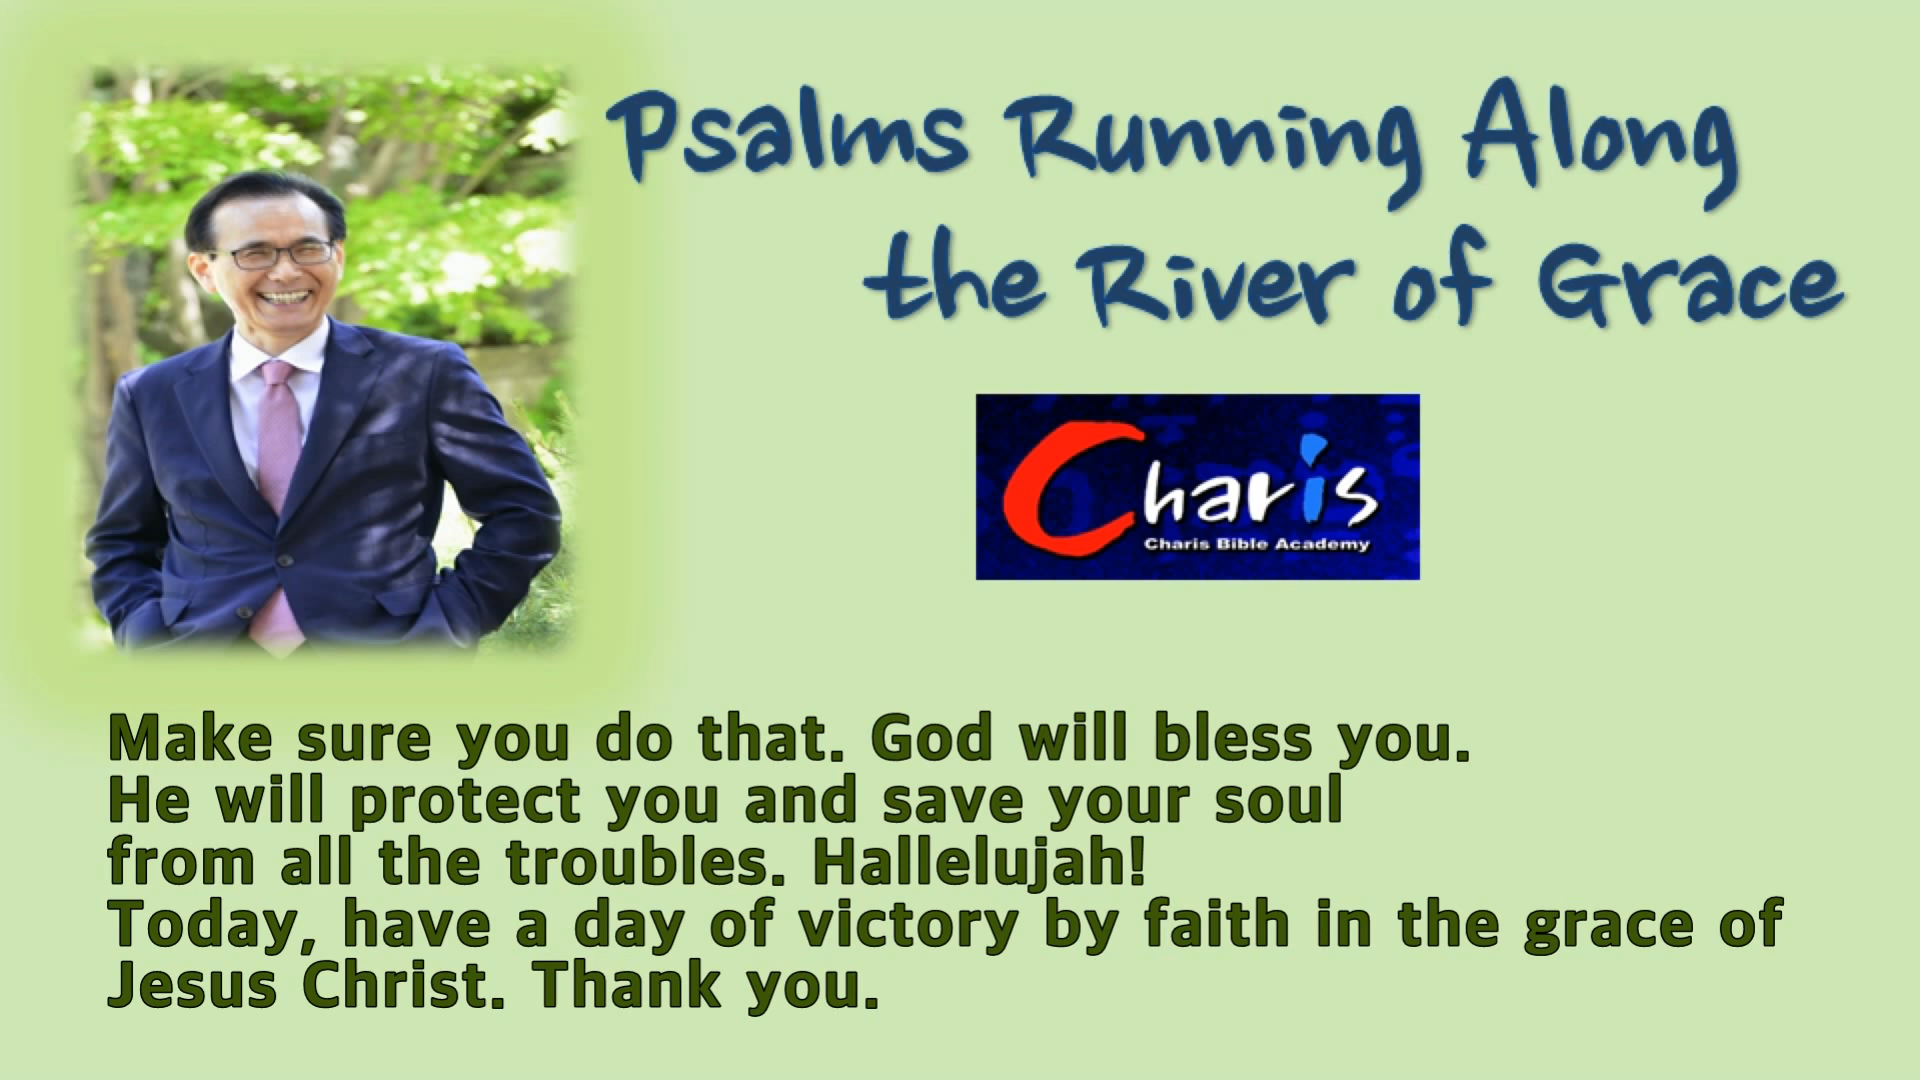 Psalms Running Along
the River of Grace
Charis
Charis Bible Academy
Make sure you do that. God will bless you.
He will protect you and save your soul
from all the troubles. Hallelujah!
Today, have a day of victory by faith in the grace of
Jesus Christ. Thank you.